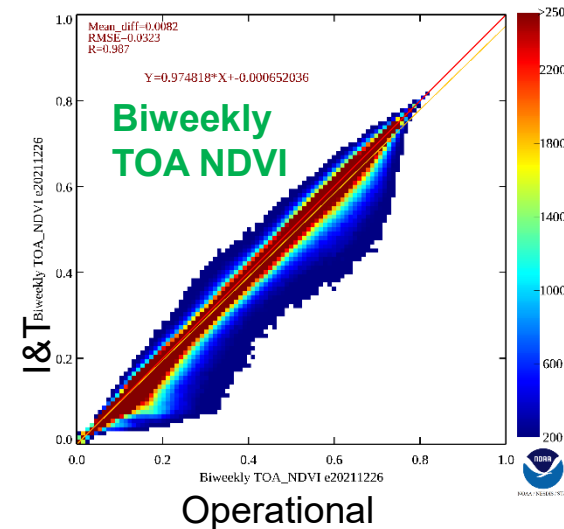 Mean_diff=0.0082
RMSE=0.0323
R=0.987
Y=0.974818*X+-0.000652036
Biweekly
TOA NDVI
1.0
0.8
0.6
0.4
0.2
0.0
I&T
Biweekly TOA_NDVI e20211226
0.0 0.2 0.4 0.6 0.8 1.0
Biweekly TOA_NDVI e20211226
Operational
>250
2200
1800
1400
1000
600
200
NOAA